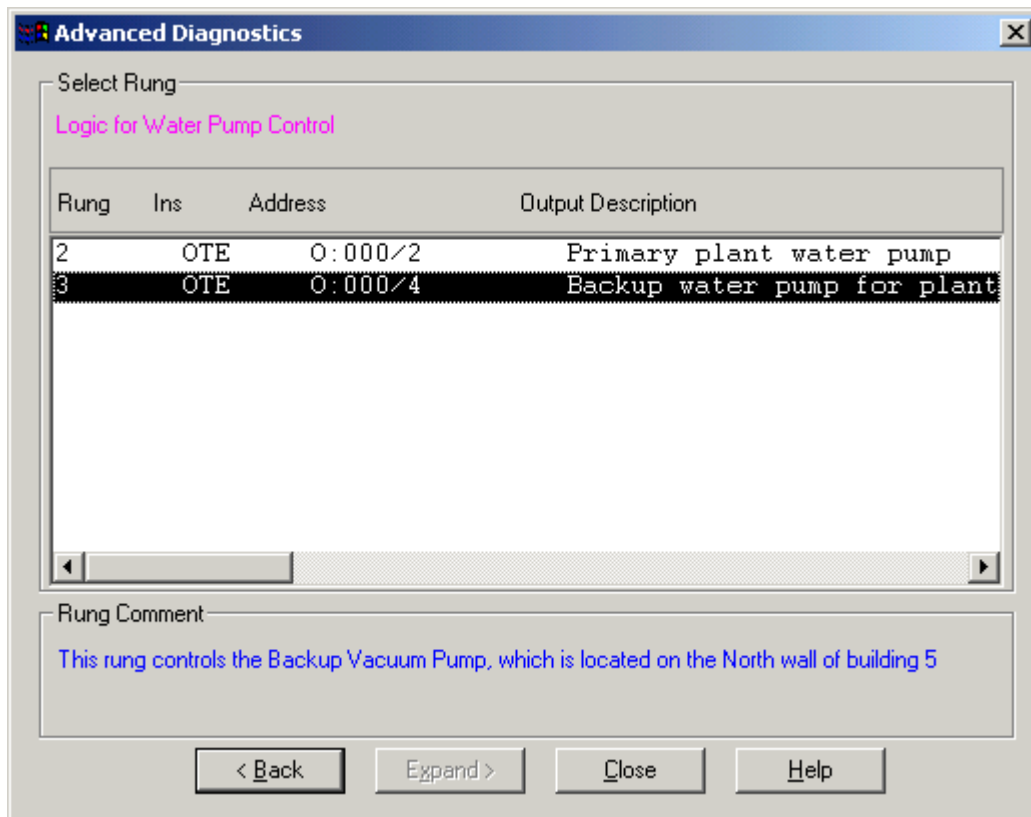 Advanced Diagnostics
Select Rung
Logic for Water Pump Control
Rung Ins Address Output Description
2 OTE O:000/2 Primary plant water pump
3 OTE O:000/4 Backup water pump for plant
Rung Comment
This rung controls the Backup Vacuum Pump, which is located on the North wall of building 5
< Back Expand > Close Help